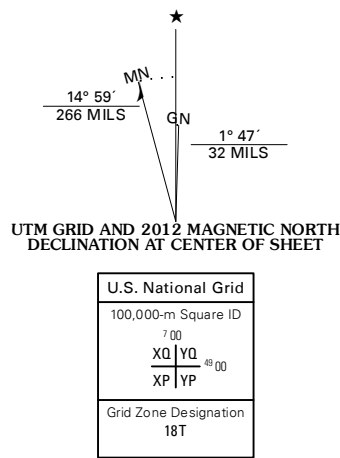 ★
MN
14° 59´
266 MILS
GN
1° 47´
32 MILS
UTM GRID AND 2012 MAGNETIC NORTH
DECLINATION AT CENTER OF SHEET
U.S. National Grid
100,000-m Square ID
7 00
XQ YQ
49 00
XP YP
Grid Zone Designation
18T